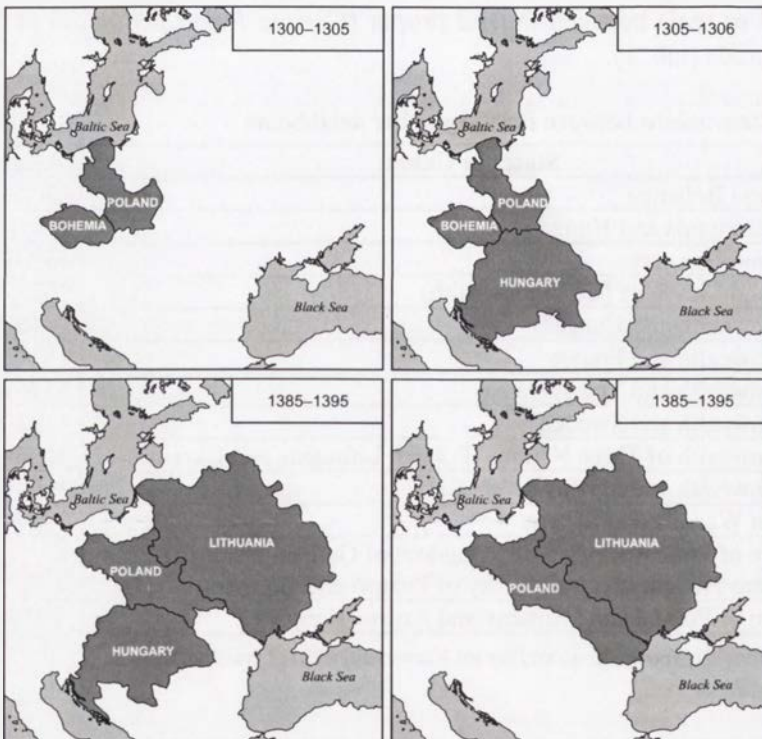 1300–1305
Baltic Sea
POLAND
BOHEMIA
Black Sea
1305–1306
Baltic Sea
POLAND
BOHEMIA
HUNGARY
Black Sea
1385–1395
Baltic Sea
LITHUANIA
POLAND
HUNGARY
Black Sea
1385–1395
Baltic Sea
LITHUANIA
POLAND
Black Sea